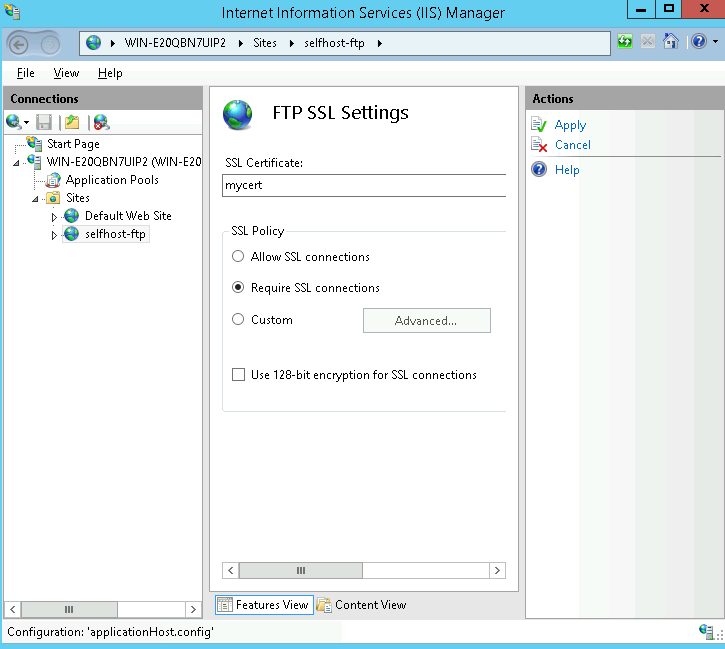 Internet Information Services (IIS) Manager
WIN-E20QBN7UIP2 Sites selfhost-ftp
File View Help
Connections
Start Page
WIN-E20QBN7UIP2 (WIN-E20
Application Pools
Sites
Default Web Site
selfhost-ftp
FTP SSL Settings
SSL Certificate:
mycert
SSL Policy
Allow SSL connections
Require SSL connections
Custom
Advanced...
Use 128-bit encryption for SSL connections
Features View
Content View
Actions
Apply
Cancel
Help
Configuration: 'applicationHost.config'